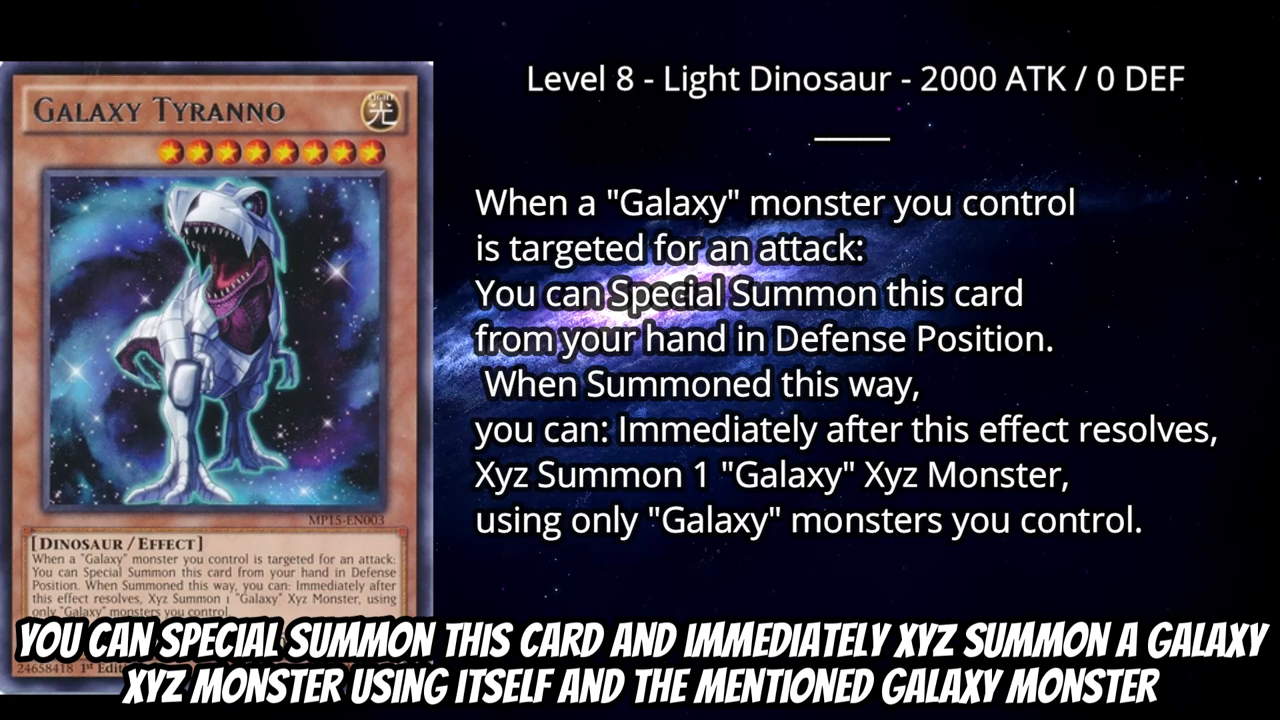 GALAXY TYRANNO
LIGHT
光
Level 8 - Light Dinosaur - 2000 ATK / 0 DEF
When a "Galaxy" monster you control
is targeted for an attack:
You can Special Summon this card
from your hand in Defense Position.
When Summoned this way,
you can: Immediately after this effect resolves,
Xyz Summon 1 "Galaxy" Xyz Monster,
using only "Galaxy" monsters you control.
MP15-EN003
[DINOSAUR / EFFECT]
When a "Galaxy" monster you control is targeted for an attack:
You can Special Summon this card from your hand in Defense
Position. When Summoned this way, you can: Immediately after
this effect resolves, Xyz Summon 1 "Galaxy" Xyz Monster, using
only "Galaxy" monsters you control.
24658418 1st Edit
YOU CAN SPECIAL SUMMON THIS CARD AND IMMEDIATELY XYZ SUMMON A GALAXY
XYZ MONSTER USING ITSELF AND THE MENTIONED GALAXY MONSTER